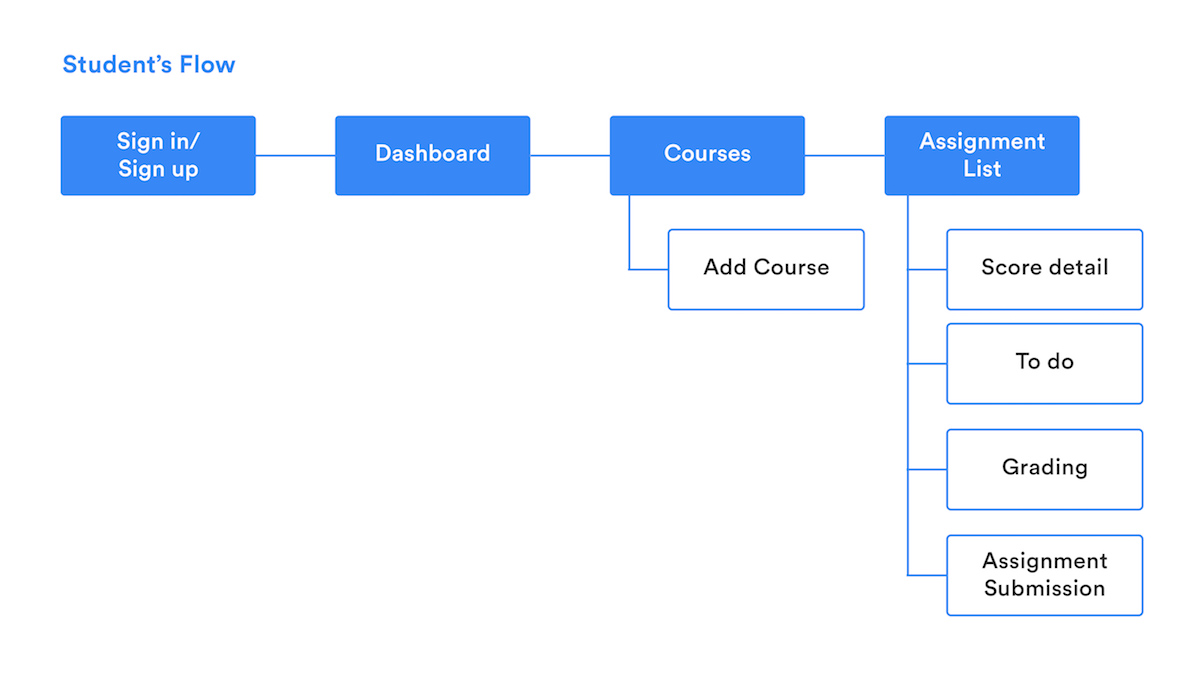 Student’s Flow
Sign in/
Sign up
Dashboard
Courses
Assignment
List
Add Course
Score detail
To do
Grading
Assignment
Submission